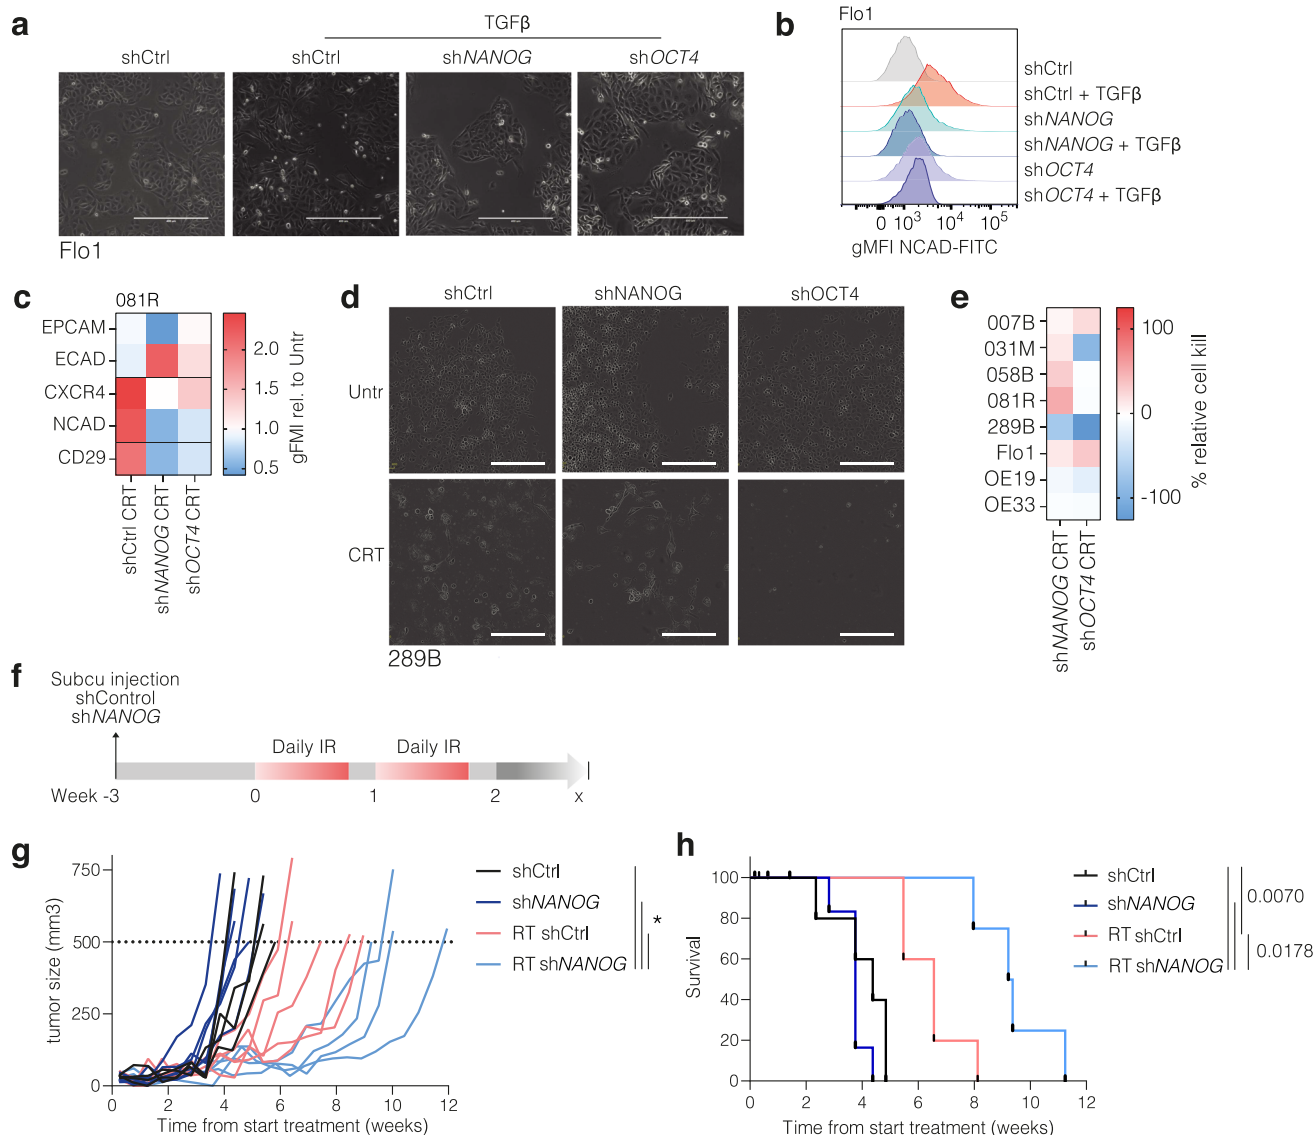 a
TGFβ
shCtrl
shCtrl
shNANOG
shOCT4
Flo1
b
Flo1
shCtrl
shCtrl + TGFβ
shNANOG
shNANOG + TGFβ
shOCT4
shOCT4 + TGFβ
0 10³ 10⁴ 10⁵
gMFI NCAD-FITC
c
081R
EPCAM
ECAD
CXCR4
NCAD
CD29
shCtrl CRT
shNANOG CRT
shOCT4 CRT
2.0
1.5
1.0
0.5
gFMI rel. to Untr
d
shCtrl
shNANOG
shOCT4
Untr
CRT
289B
e
007B
031M
058B
081R
289B
Flo1
OE19
OE33
shNANOG CRT
shOCT4 CRT
100
0
-100
% relative cell kill
f
Subcu injection
shControl
shNANOG
Daily IR
Daily IR
Week -3 0 1 2 x
g
tumor size (mm3)
750
500
250
0
0 2 4 6 8 10 12
Time from start treatment (weeks)
shCtrl
shNANOG
RT shCtrl
RT shNANOG
*
h
Survival
100
80
60
40
20
0
0 2 4 6 8 10 12
Time from start treatment (weeks)
shCtrl
shNANOG
RT shCtrl
RT shNANOG
0.0070
0.0178